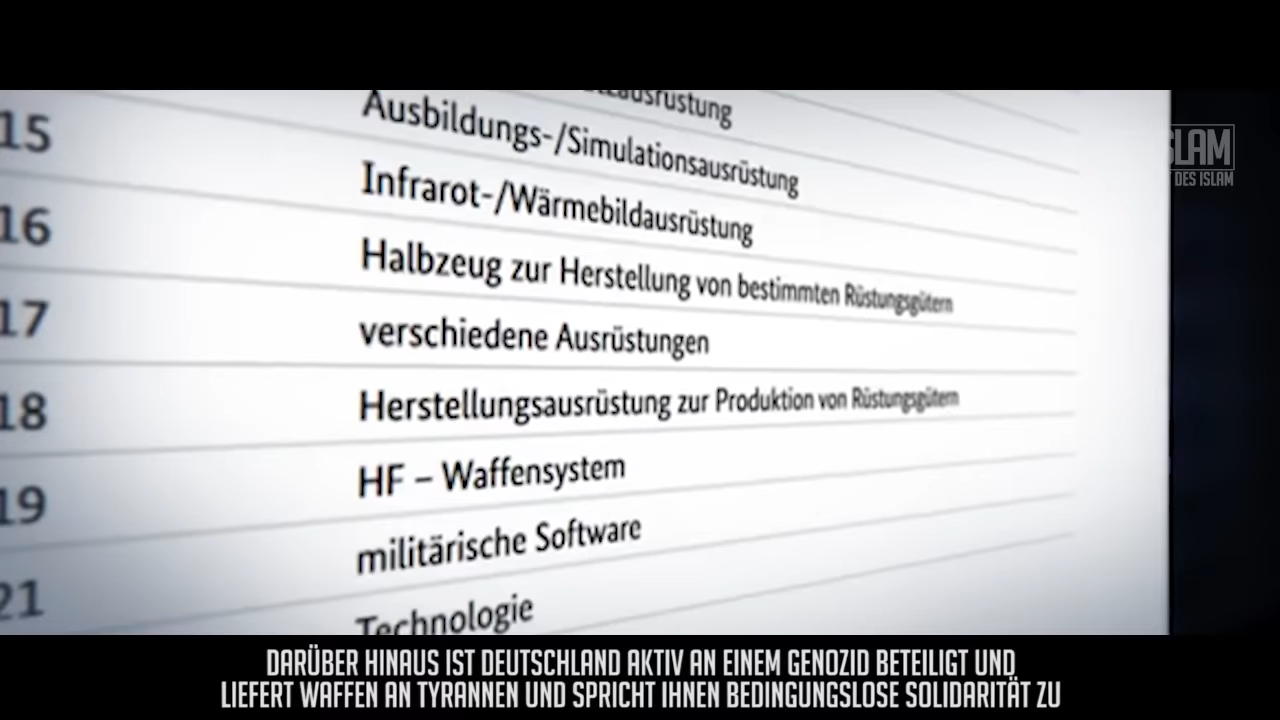 zausrüstung
15 Ausbildungs-/Simulationsausrüstung
16 Infrarot-/Wärmebildausrüstung
17 Halbzeug zur Herstellung von bestimmten Rüstungsgütern
verschiedene Ausrüstungen
18 Herstellungsausrüstung zur Produktion von Rüstungsgütern
19 HF – Waffensystem
21 militärische Software
Technologie
SLAM
DES ISLAM
DARÜBER HINAUS IST DEUTSCHLAND AKTIV AN EINEM GENOZID BETEILIGT UND
LIEFERT WAFFEN AN TYRANNEN UND SPRICHT IHNEN BEDINGUNGSLOSE SOLIDARITÄT ZU